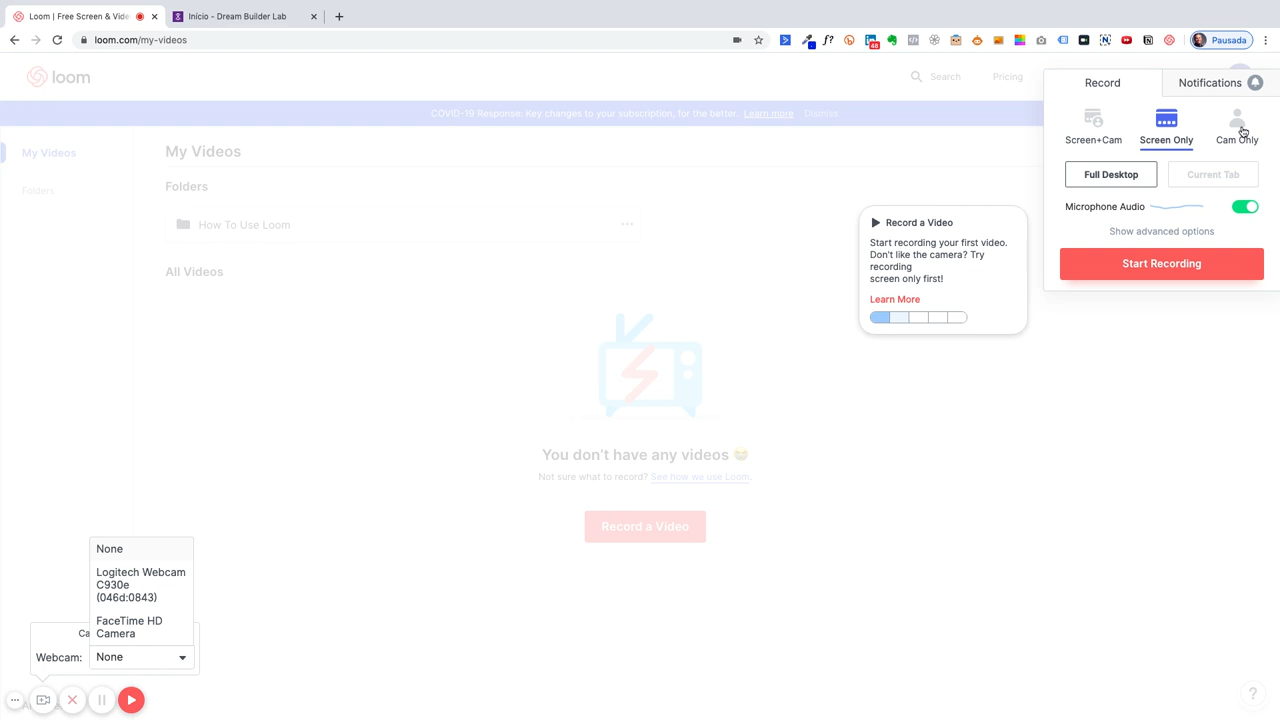 Loom | Free Screen & Vide
Início - Dream Builder Lab
loom.com/my-videos
f?
48
Pausada
loom
Search
Pricing
COVID-19 Response: Key changes to your subscription, for the better. Learn more Dismiss
Record
Notifications
Screen+Cam
Screen Only
Cam Only
Full Desktop
Current Tab
Microphone Audio
Show advanced options
Start Recording
My Videos
Folders
My Videos
Folders
How To Use Loom
All Videos
Record a Video
Start recording your first video.
Don't like the camera? Try
recording
screen only first!
Learn More
You don't have any videos 😭
Not sure what to record? See how we use Loom.
Record a Video
None
Logitech Webcam
C930e
(046d:0843)
FaceTime HD
Camera
Ca
Webcam: None
?